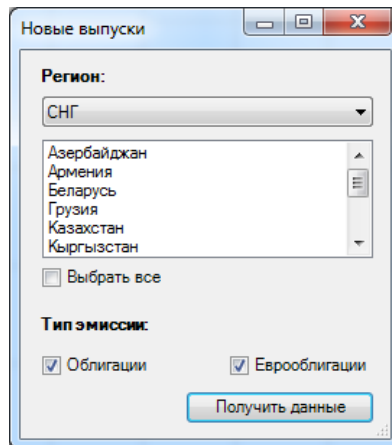 Новые выпуски
Регион:
СНГ
Азербайджан
Армения
Беларусь
Грузия
Казахстан
Кыргызстан
Выбрать все
Тип эмиссии:
Облигации Еврооблигации
Получить данные